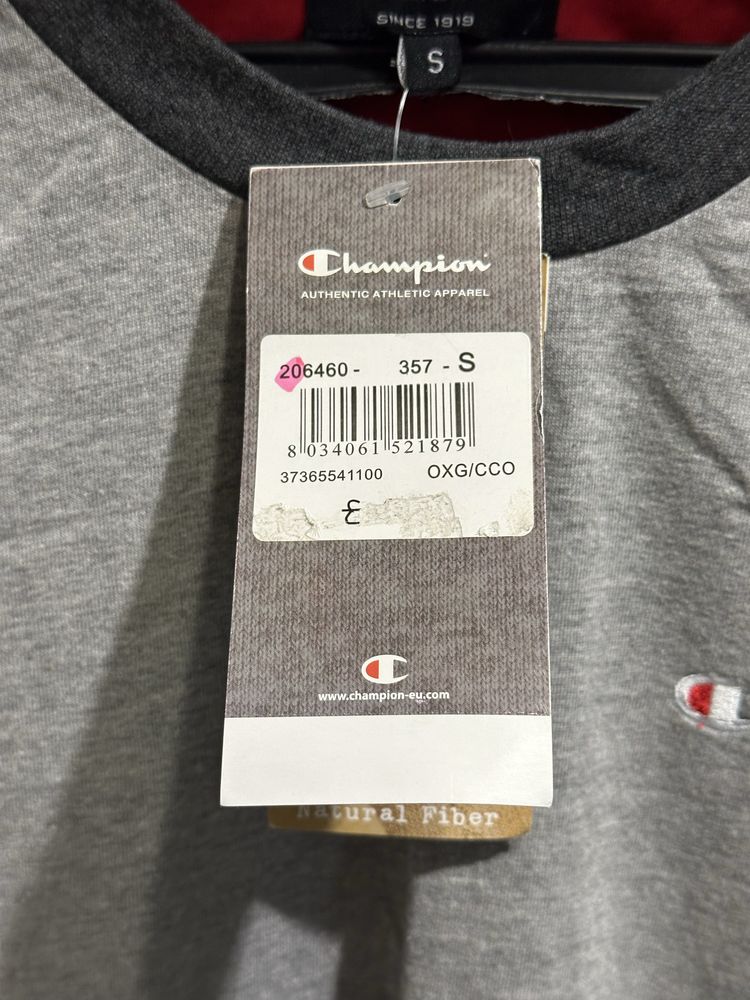 SINCE 1919
S
Champion
AUTHENTIC ATHLETIC APPAREL
206460 - 357 - S
8 034061 521879
37365541100 OXG/CCO
www.champion-eu.com
Natural Fiber